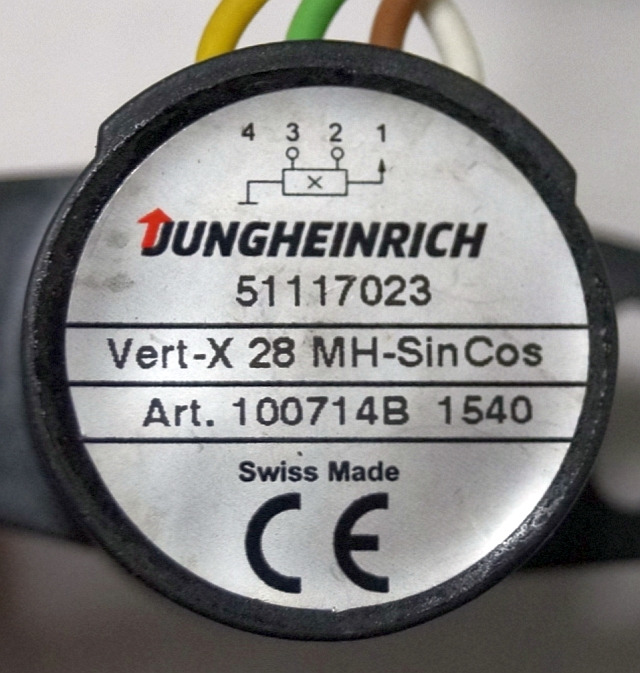 4 3 2 1
X
JUNGHEINRICH
51117023
Vert-X 28 MH-SinCos
Art. 100714B 1540
Swiss Made
CE